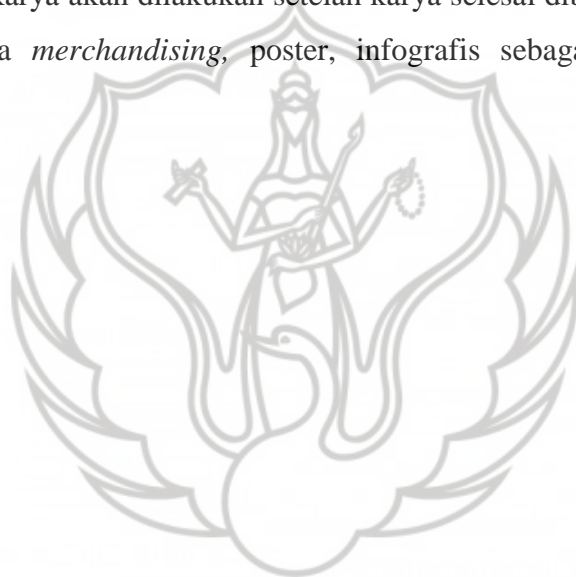 karya akan dilakukan setelah karya selesai
a merchandising, poster, infografis